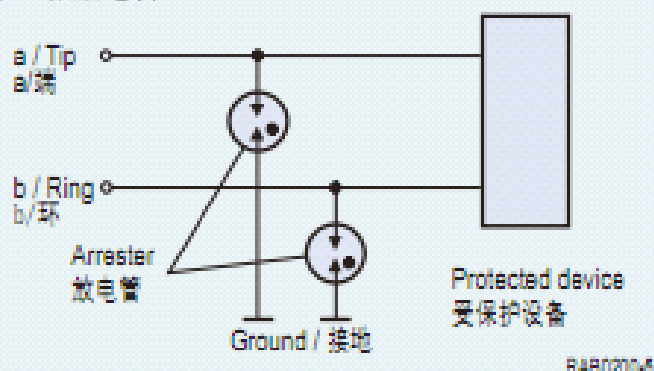 a / Tip
a/端
b / Ring
b/环
Arrester
放电管
Protected device
受保护设备
Ground / 接地